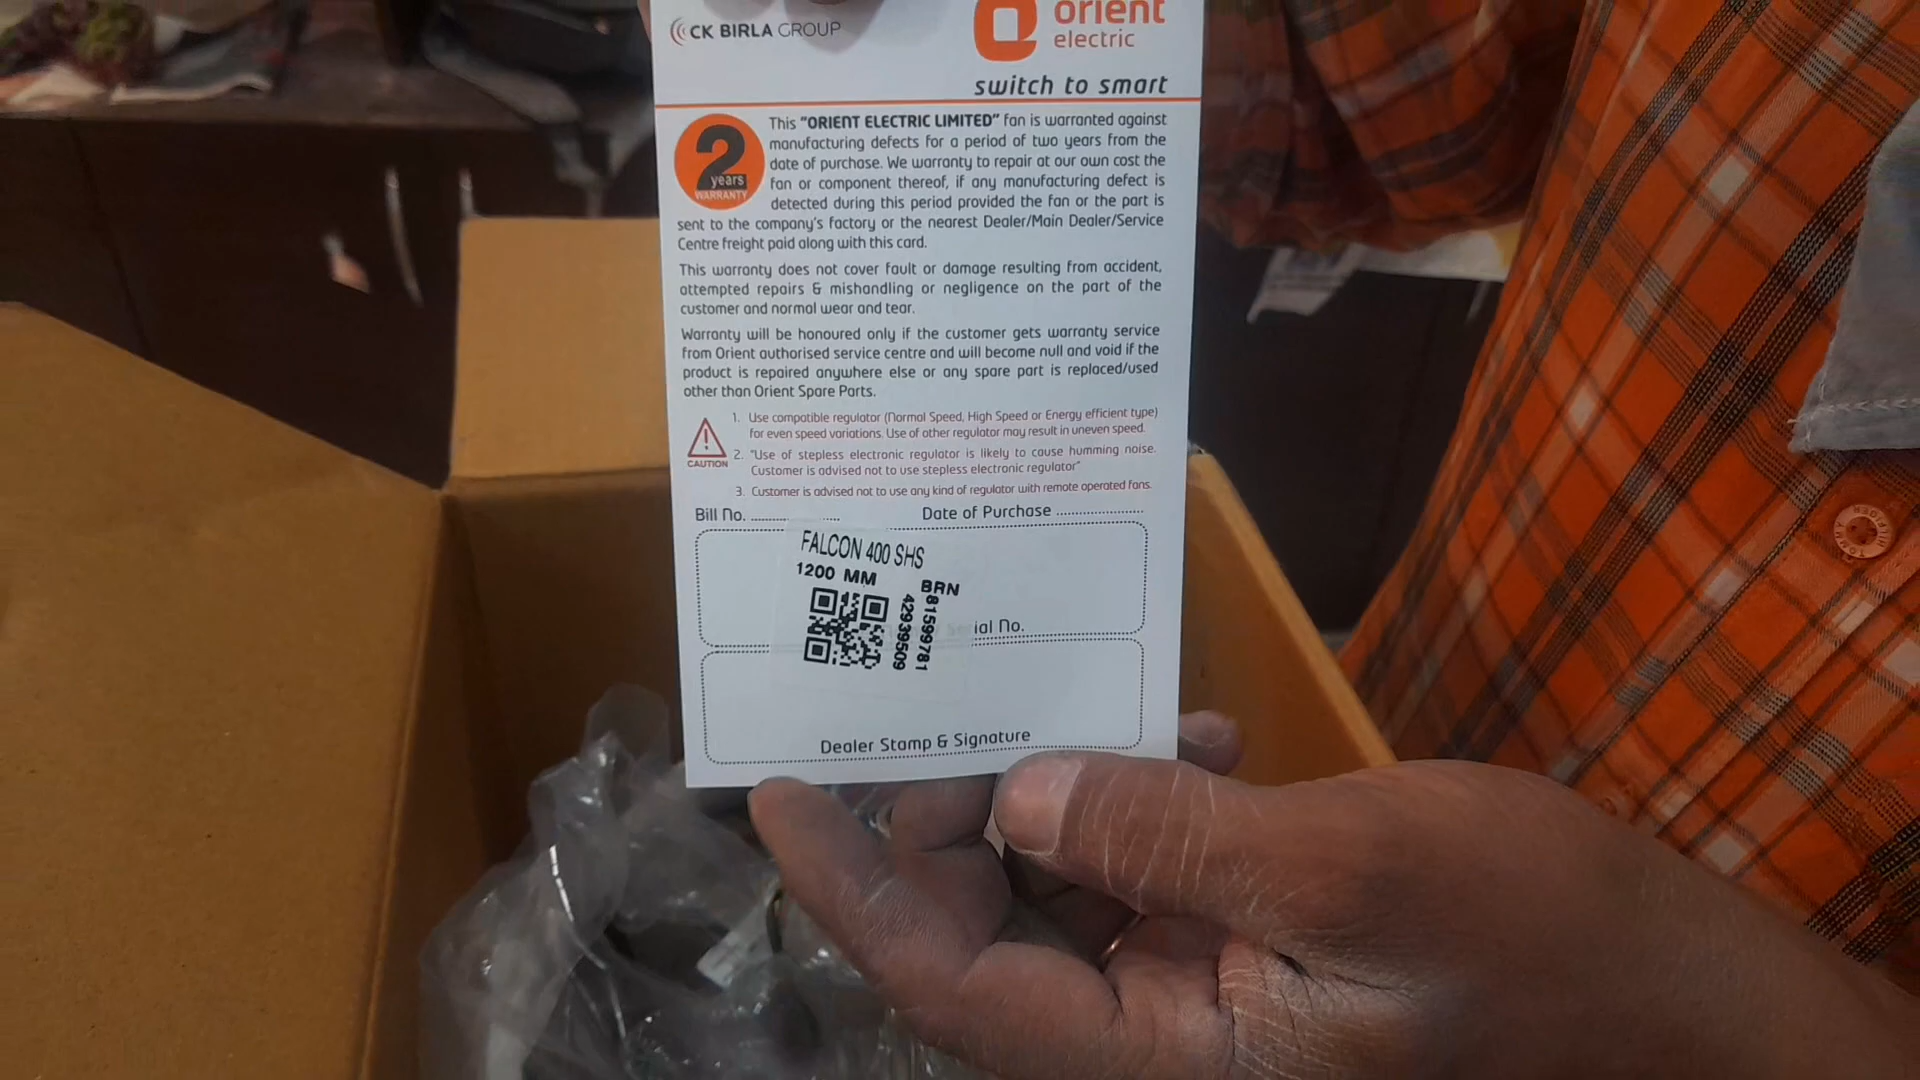 CK BIRLA GROUP
orient
electric
switch to smart
2
years
WARRANTY
This "ORIENT ELECTRIC LIMITED" fan is warranted against
manufacturing defects for a period of two years from the
date of purchase. We warranty to repair at our own cost the
fan or component thereof, if any manufacturing defect is
detected during this period provided the fan or the part is
sent to the company's factory or the nearest Dealer/Main Dealer/Service
Centre freight paid along with this card.
This warranty does not cover fault or damage resulting from accident,
attempted repairs & mishandling or negligence on the part of the
customer and normal wear and tear.
Warranty will be honoured only if the customer gets warranty service
from Orient authorised service centre and will become null and void if the
product is repaired anywhere else or any spare part is replaced/used
other than Orient Spare Parts.
CAUTION
1. Use compatible regulator (Normal Speed, High Speed or Energy efficient type)
for even speed variations. Use of other regulator may result in uneven speed.
2. "Use of stepless electronic regulator is likely to cause humming noise.
Customer is advised not to use stepless electronic regulator"
3. Customer is advised not to use any kind of regulator with remote operated fans.
Bill No. .................... Date of Purchase ....................
FALCON 400 SHS
1200 MM
BRN
81599781
42939509
ial No.
Dealer Stamp & Signature